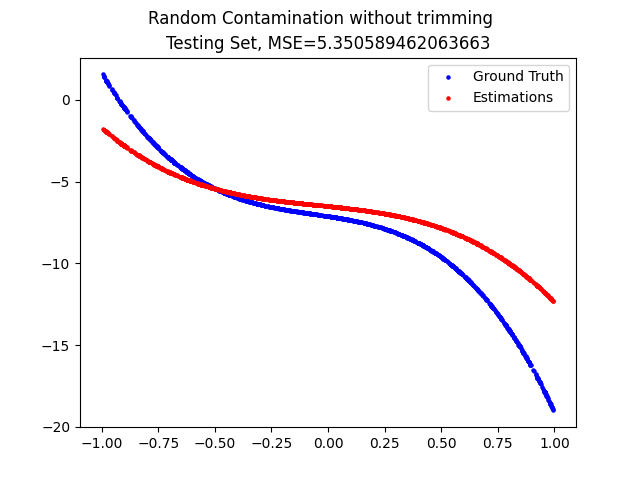 Random Contamination without trimming
Testing Set, MSE=5.350589462063663
Ground Truth
Estimations
0
−5
−10
−15
−20
−1.00 −0.75 −0.50 −0.25 0.00 0.25 0.50 0.75 1.00